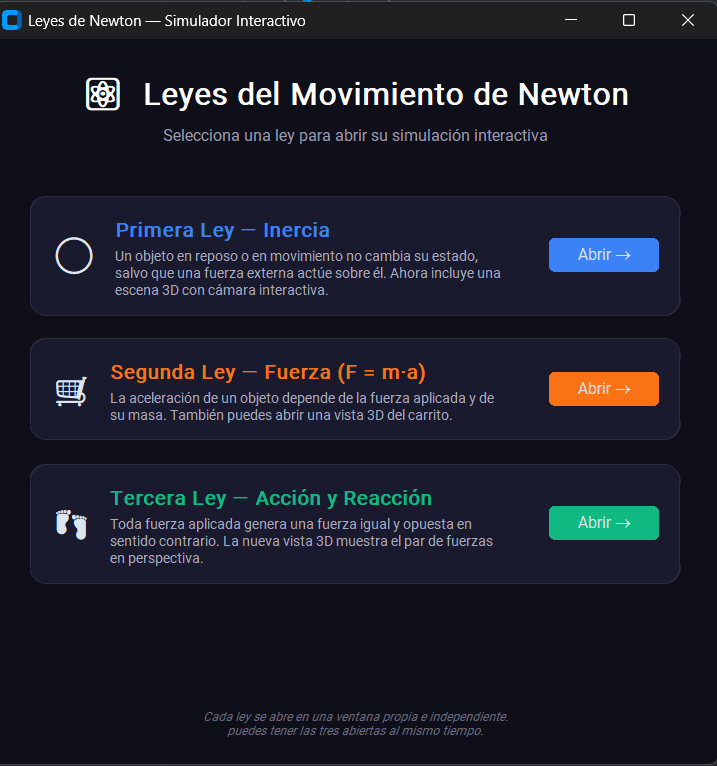 Leyes de Newton — Simulador Interactivo
Leyes del Movimiento de Newton
Selecciona una ley para abrir su simulación interactiva
Primera Ley — Inercia
Un objeto en reposo o en movimiento no cambia su estado,
salvo que una fuerza externa actúe sobre él. Ahora incluye una
escena 3D con cámara interactiva.
Abrir →
Segunda Ley — Fuerza (F = m·a)
La aceleración de un objeto depende de la fuerza aplicada y de
su masa. También puedes abrir una vista 3D del carrito.
Abrir →
Tercera Ley — Acción y Reacción
Toda fuerza aplicada genera una fuerza igual y opuesta en
sentido contrario. La nueva vista 3D muestra el par de fuerzas
en perspectiva.
Abrir →
Cada ley se abre en una ventana propia e independiente.
puedes tener las tres abiertas al mismo tiempo.